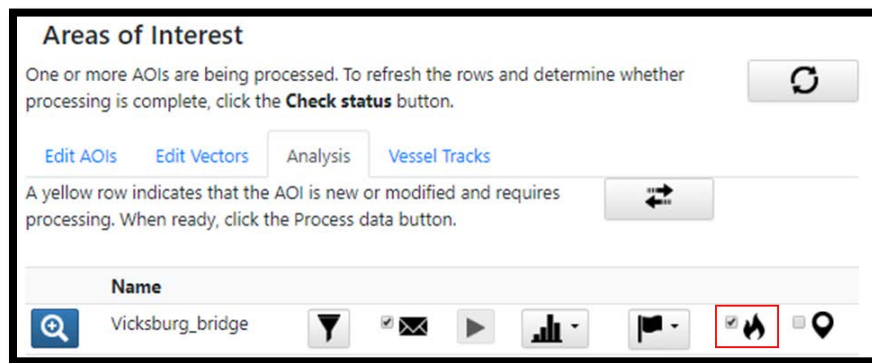 Areas of Interest
One or more AOIs are being processed. To refresh the rows and determine whether
processing is complete, click the Check status button.
Edit AOIs Edit Vectors Analysis Vessel Tracks
A yellow row indicates that the AOI is new or modified and requires
processing. When ready, click the Process data button.
Name
Vicksburg_bridge